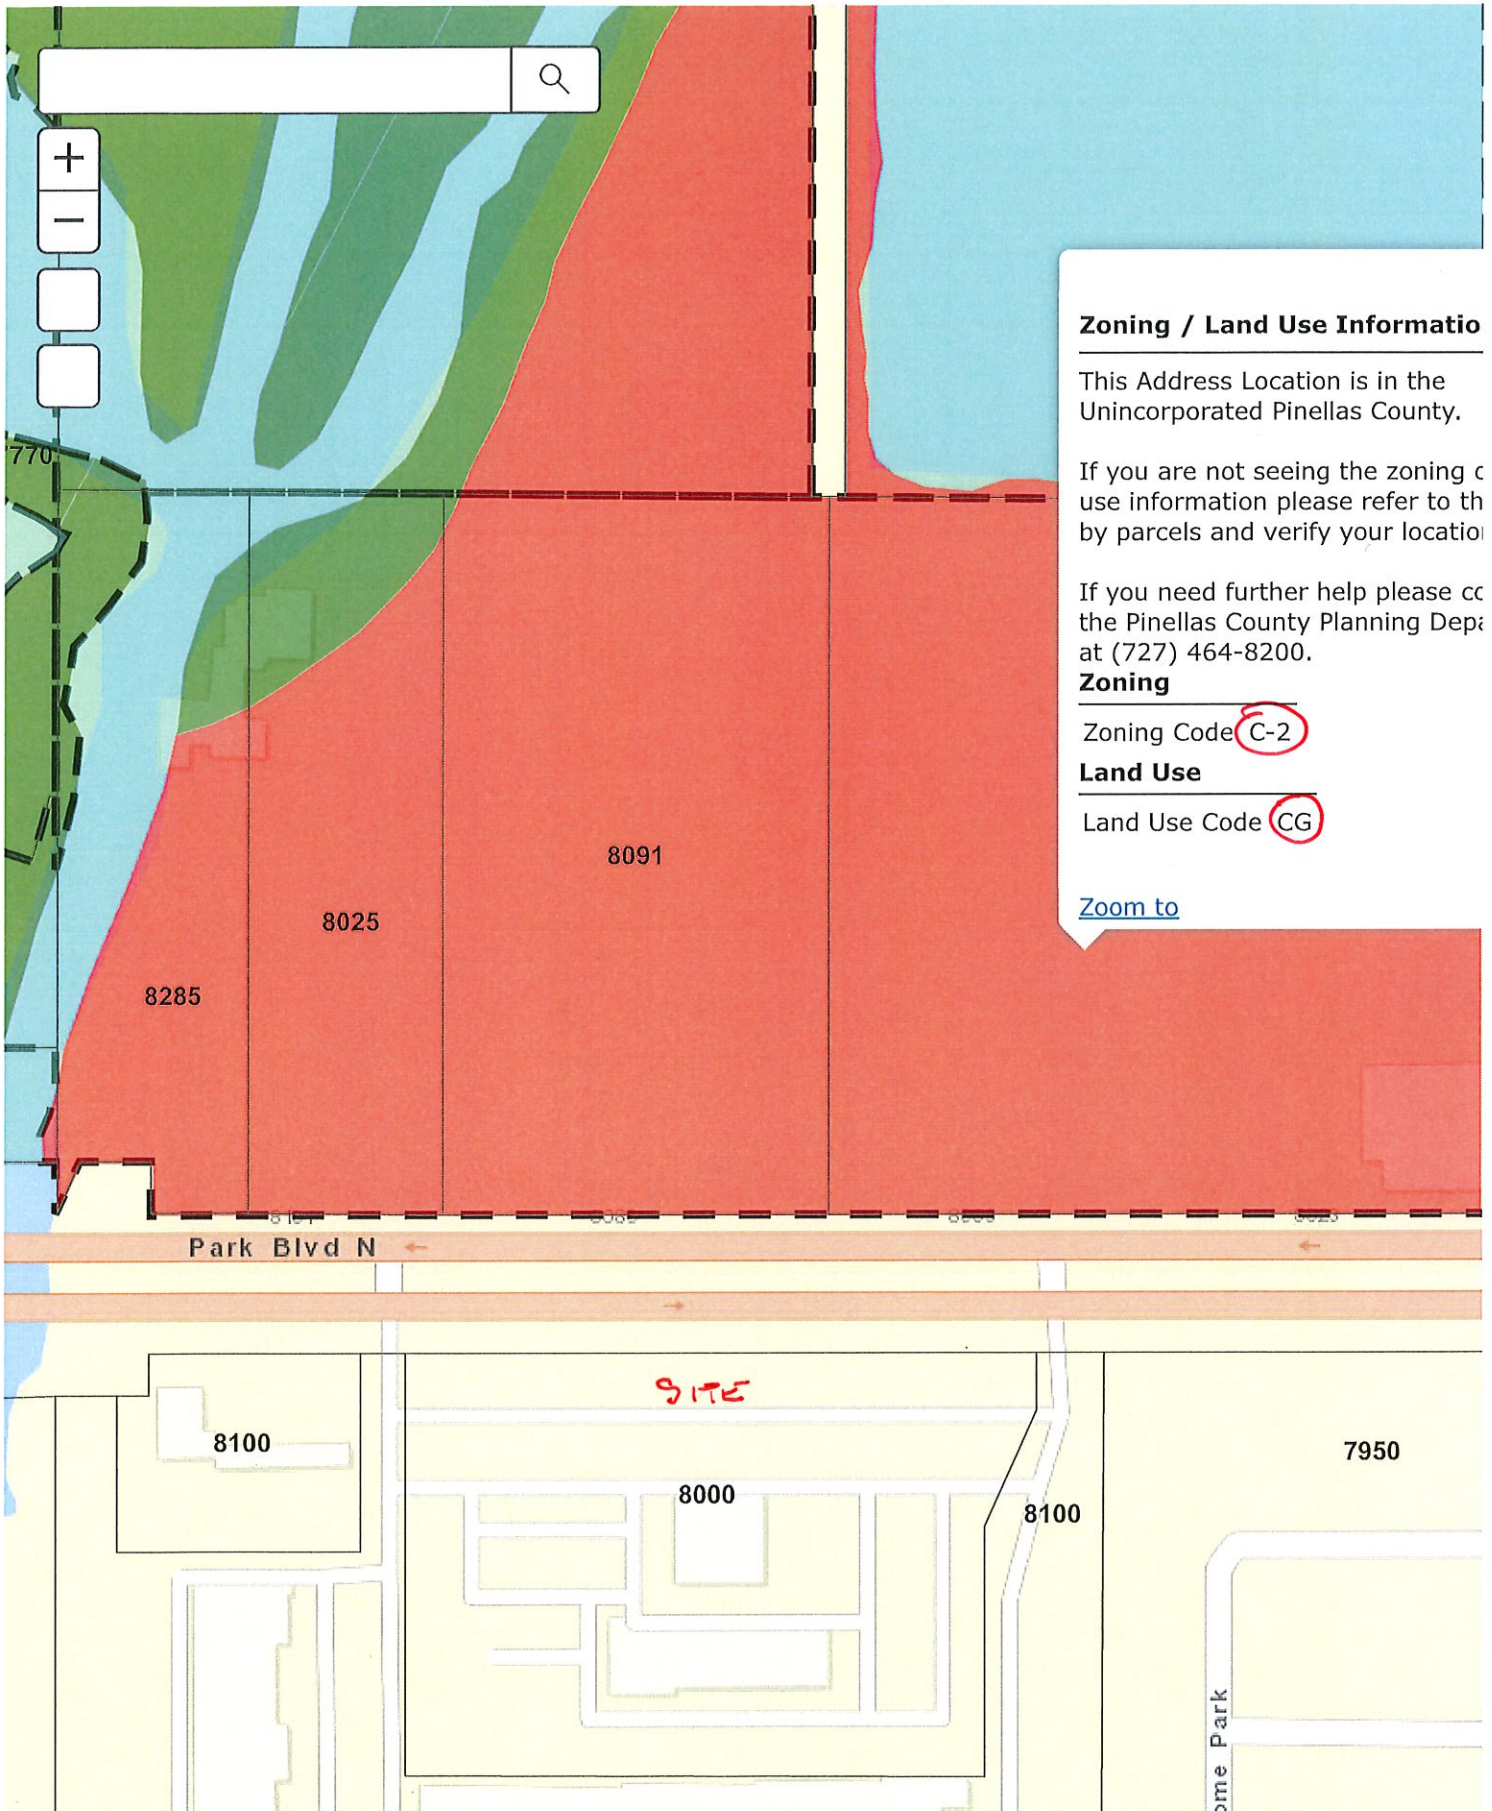 +
−
770
Zoning / Land Use Informatio
This Address Location is in the
Unincorporated Pinellas County.
If you are not seeing the zoning
use information please refer to th
by parcels and verify your locatio
If you need further help please
the Pinellas County Planning Depa
at (727) 464-8200.
Zoning
Zoning Code C-2
Land Use
Land Use Code CG
Zoom to
8091
8025
8285
Park Blvd N
SITE
8100
8000
8100
7950
ome Park